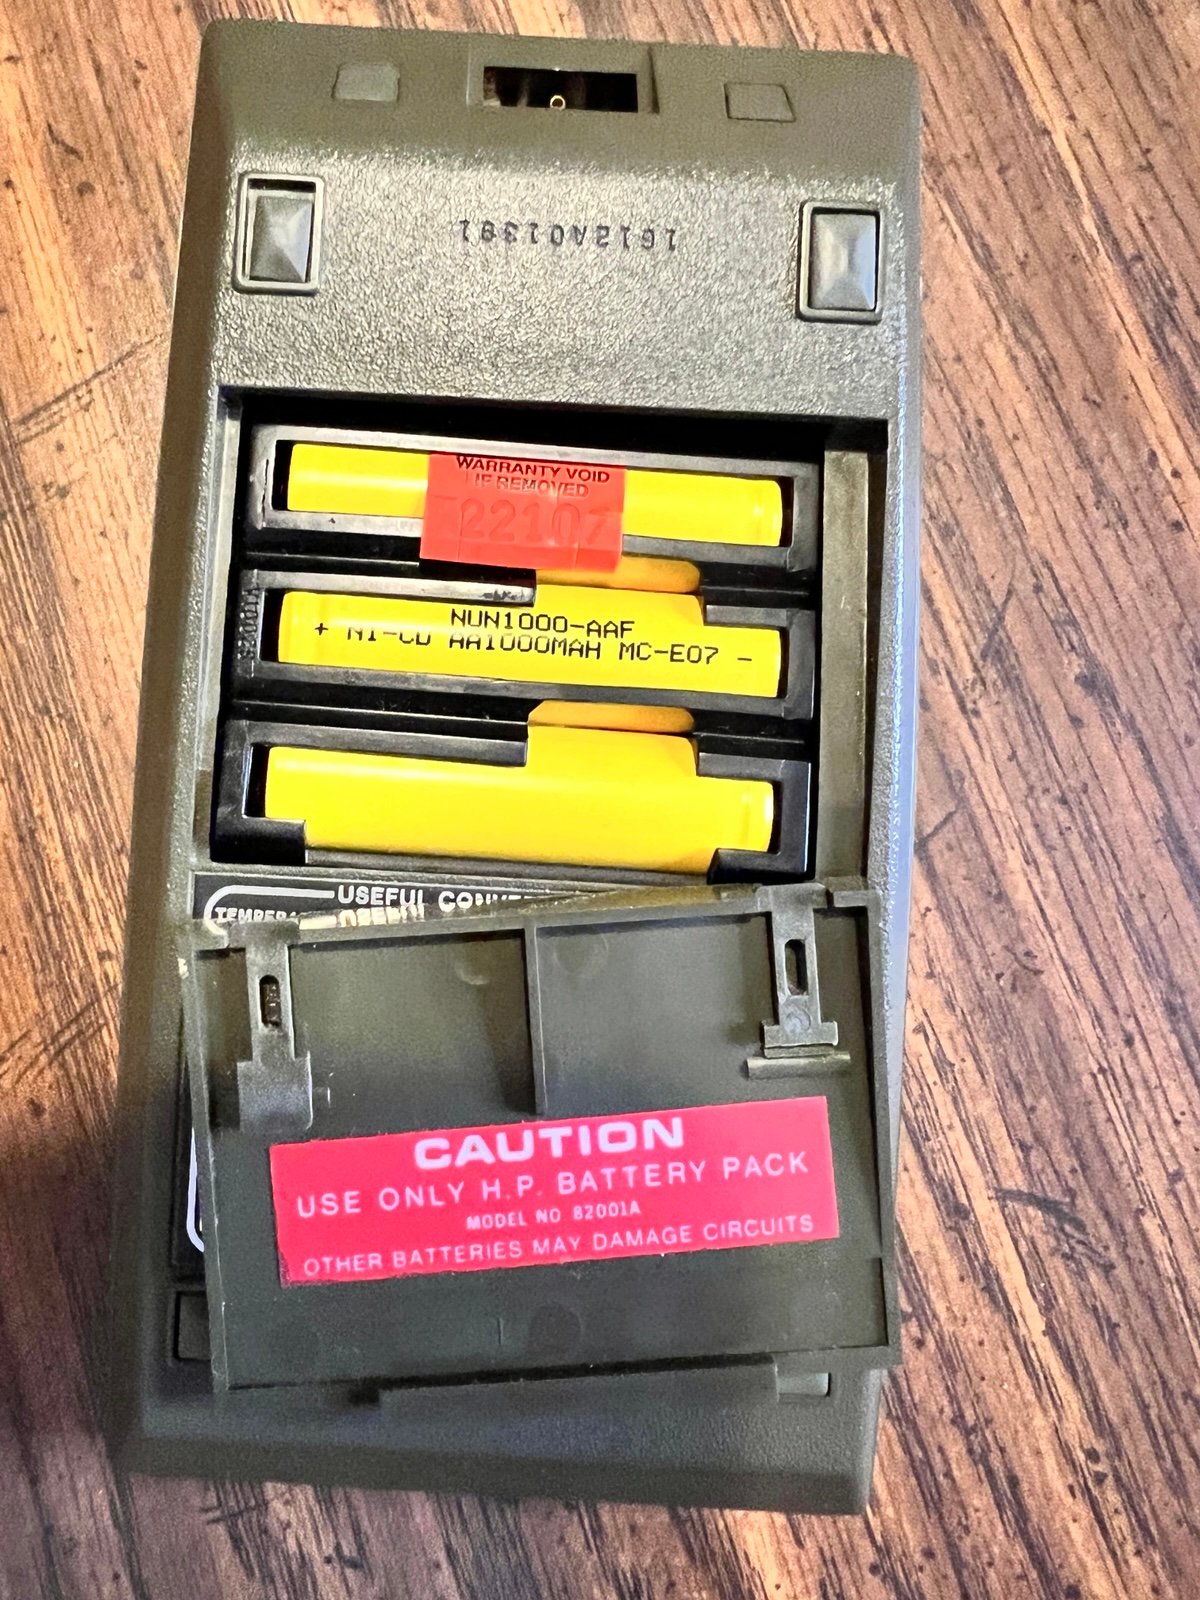 1612A01391
WARRANTY VOID
IF REMOVED
22107
NUN1000-AAF
+ NI-CD AA1000MAH MC-E07 -
USEFUL
CAUTION
USE ONLY H.P. BATTERY PACK
MODEL NO 82001A
OTHER BATTERIES MAY DAMAGE CIRCUITS